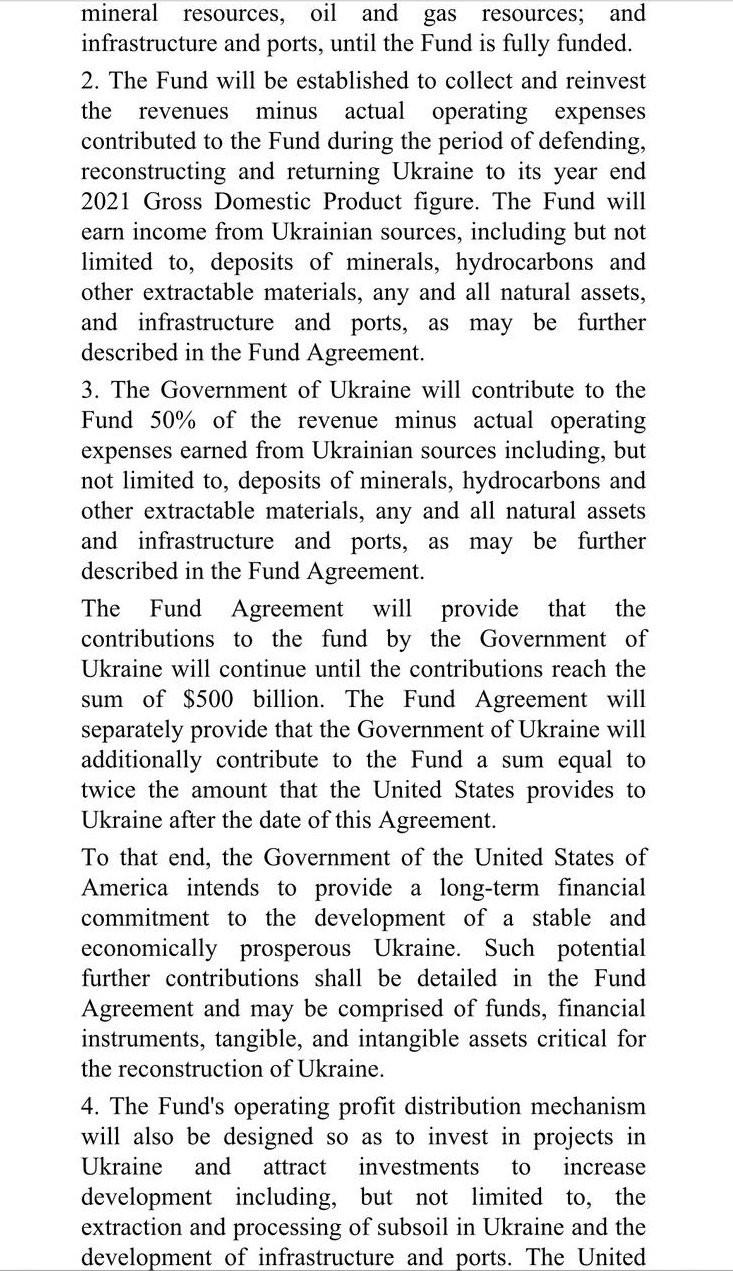 mineral resources, oil and gas resources; and
infrastructure and ports, until the Fund is fully funded.
2. The Fund will be established to collect and reinvest
the revenues minus actual operating expenses
contributed to the Fund during the period of defending,
reconstructing and returning Ukraine to its year end
2021 Gross Domestic Product figure. The Fund will
earn income from Ukrainian sources, including but not
limited to, deposits of minerals, hydrocarbons and
other extractable materials, any and all natural assets,
and infrastructure and ports, as may be further
described in the Fund Agreement.
3. The Government of Ukraine will contribute to the
Fund 50% of the revenue minus actual operating
expenses earned from Ukrainian sources including, but
not limited to, deposits of minerals, hydrocarbons and
other extractable materials, any and all natural assets
and infrastructure and ports, as may be further
described in the Fund Agreement.
The Fund Agreement will provide that the
contributions to the fund by the Government of
Ukraine will continue until the contributions reach the
sum of $500 billion. The Fund Agreement will
separately provide that the Government of Ukraine will
additionally contribute to the Fund a sum equal to
twice the amount that the United States provides to
Ukraine after the date of this Agreement.
To that end, the Government of the United States of
America intends to provide a long-term financial
commitment to the development of a stable and
economically prosperous Ukraine. Such potential
further contributions shall be detailed in the Fund
Agreement and may be comprised of funds, financial
instruments, tangible, and intangible assets critical for
the reconstruction of Ukraine.
4. The Fund's operating profit distribution mechanism
will also be designed so as to invest in projects in
Ukraine and attract investments to increase
development including, but not limited to, the
extraction and processing of subsoil in Ukraine and the
development of infrastructure and ports. The United